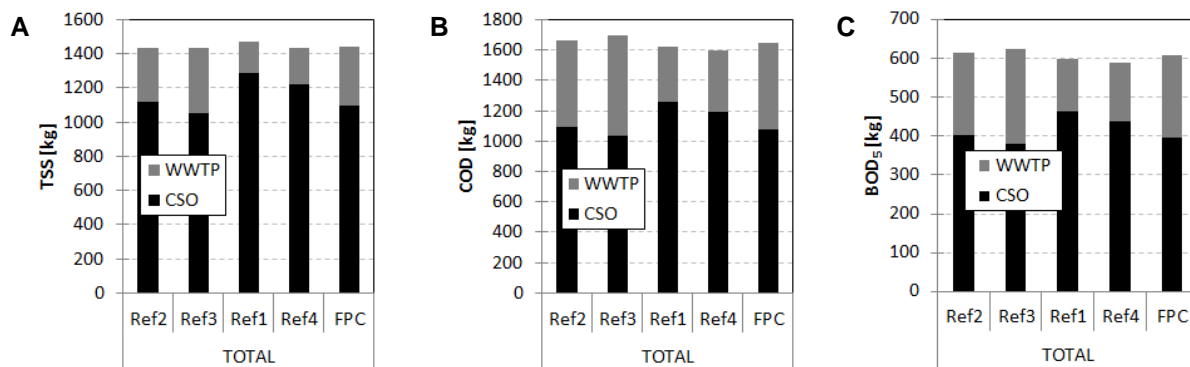 A
TSS [kg]
1600
1400
1200
1000
800
600
400
200
0
WWTP
CSO
Ref2 Ref3 Ref1 Ref4 FPC
TOTAL
B
COD [kg]
1800
1600
1400
1200
1000
800
600
400
200
0
WWTP
CSO
Ref2 Ref3 Ref1 Ref4 FPC
TOTAL
C
BOD₅ [kg]
700
600
500
400
300
200
100
0
WWTP
CSO
Ref2 Ref3 Ref1 Ref4 FPC
TOTAL